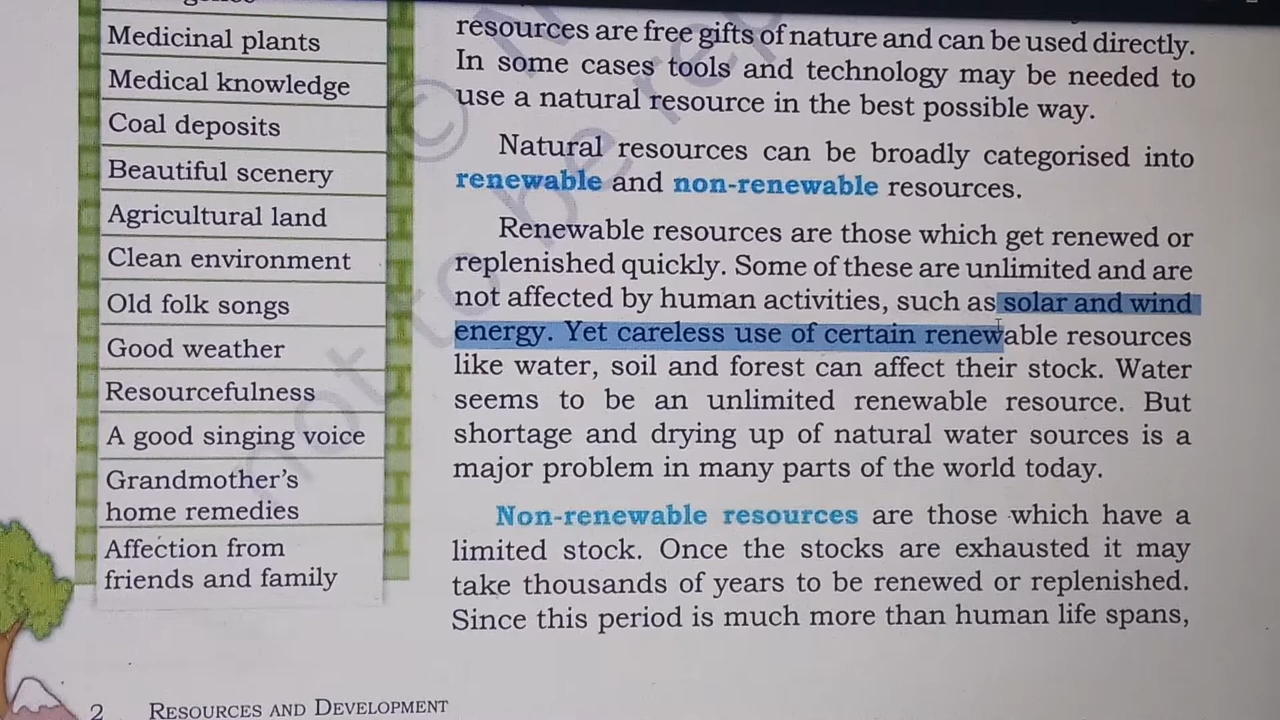 Medicinal plants
Medical knowledge
Coal deposits
Beautiful scenery
Agricultural land
Clean environment
Old folk songs
Good weather
Resourcefulness
A good singing voice
Grandmother's
home remedies
Affection from
friends and family
resources are free gifts of nature and can be used directly.
In some cases tools and technology may be needed to
use a natural resource in the best possible way.
Natural resources can be broadly categorised into
renewable and non-renewable resources.
Renewable resources are those which get renewed or
replenished quickly. Some of these are unlimited and are
not affected by human activities, such as solar and wind
energy. Yet careless use of certain renewable resources
like water, soil and forest can affect their stock. Water
seems to be an unlimited renewable resource. But
shortage and drying up of natural water sources is a
major problem in many parts of the world today.
Non-renewable resources are those which have a
limited stock. Once the stocks are exhausted it may
take thousands of years to be renewed or replenished.
Since this period is much more than human life spans,
2 RESOURCES AND DEVELOPMENT
© N
not to be rep